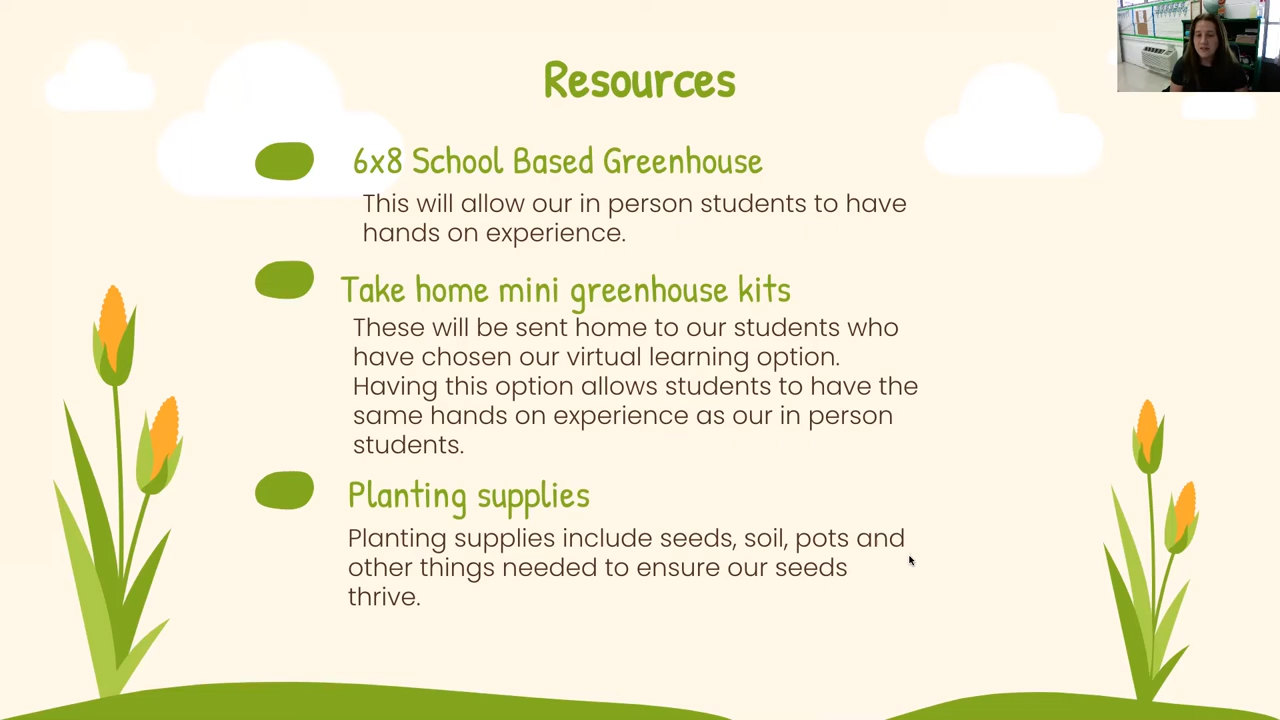 Resources
6x8 School Based Greenhouse
This will allow our in person students to have
hands on experience.
Take home mini greenhouse kits
These will be sent home to our students who
have chosen our virtual learning option.
Having this option allows students to have the
same hands on experience as our in person
students.
Planting supplies
Planting supplies include seeds, soil, pots and
other things needed to ensure our seeds
thrive.